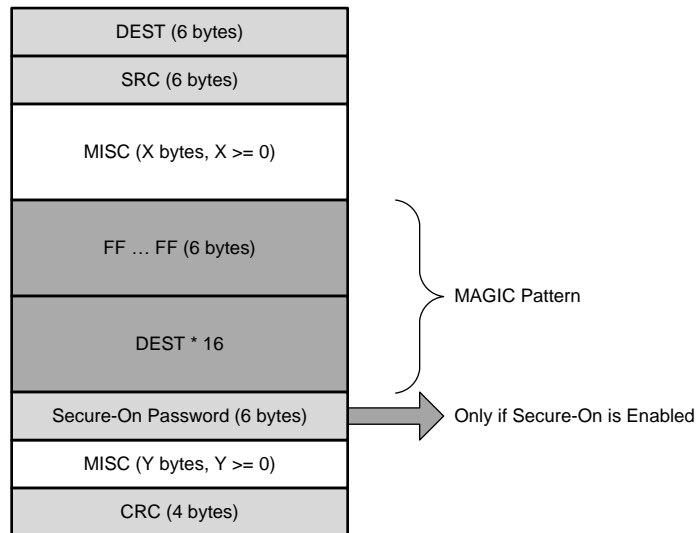 DEST (6 bytes)
SRC (6 bytes)
MISC (X bytes, X >= 0)
FF … FF (6 bytes)
MAGIC Pattern
DEST * 16
Secure-On Password (6 bytes)
Only if Secure-On is Enabled
MISC (Y bytes, Y >= 0)
CRC (4 bytes)